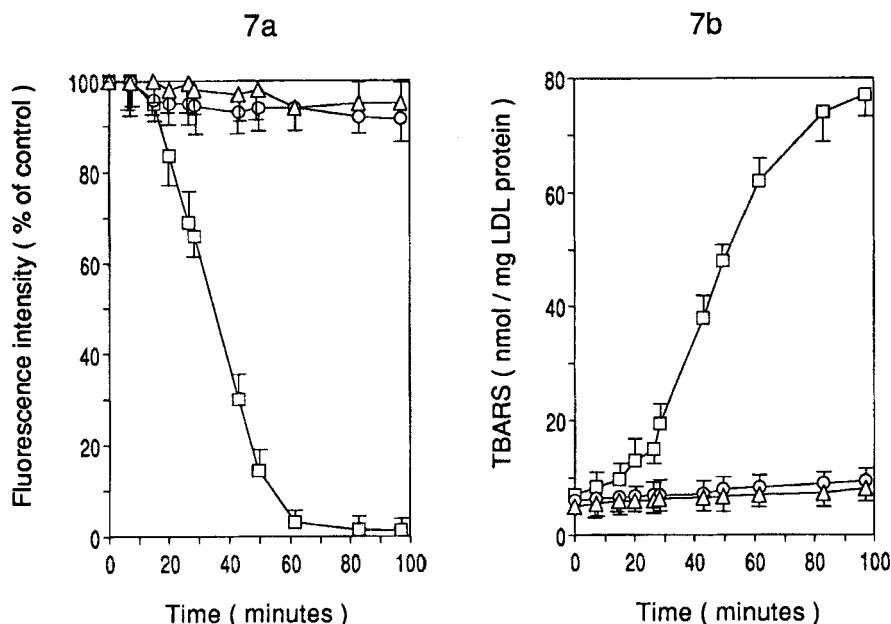 7a
7b
Fluorescence intensity ( % of control )
100
80
60
40
20
0
0 20 40 60 80 100
Time ( minutes )
TBARS ( nmol / mg LDL protein )
80
60
40
20
0
0 20 40 60 80 100
Time ( minutes )